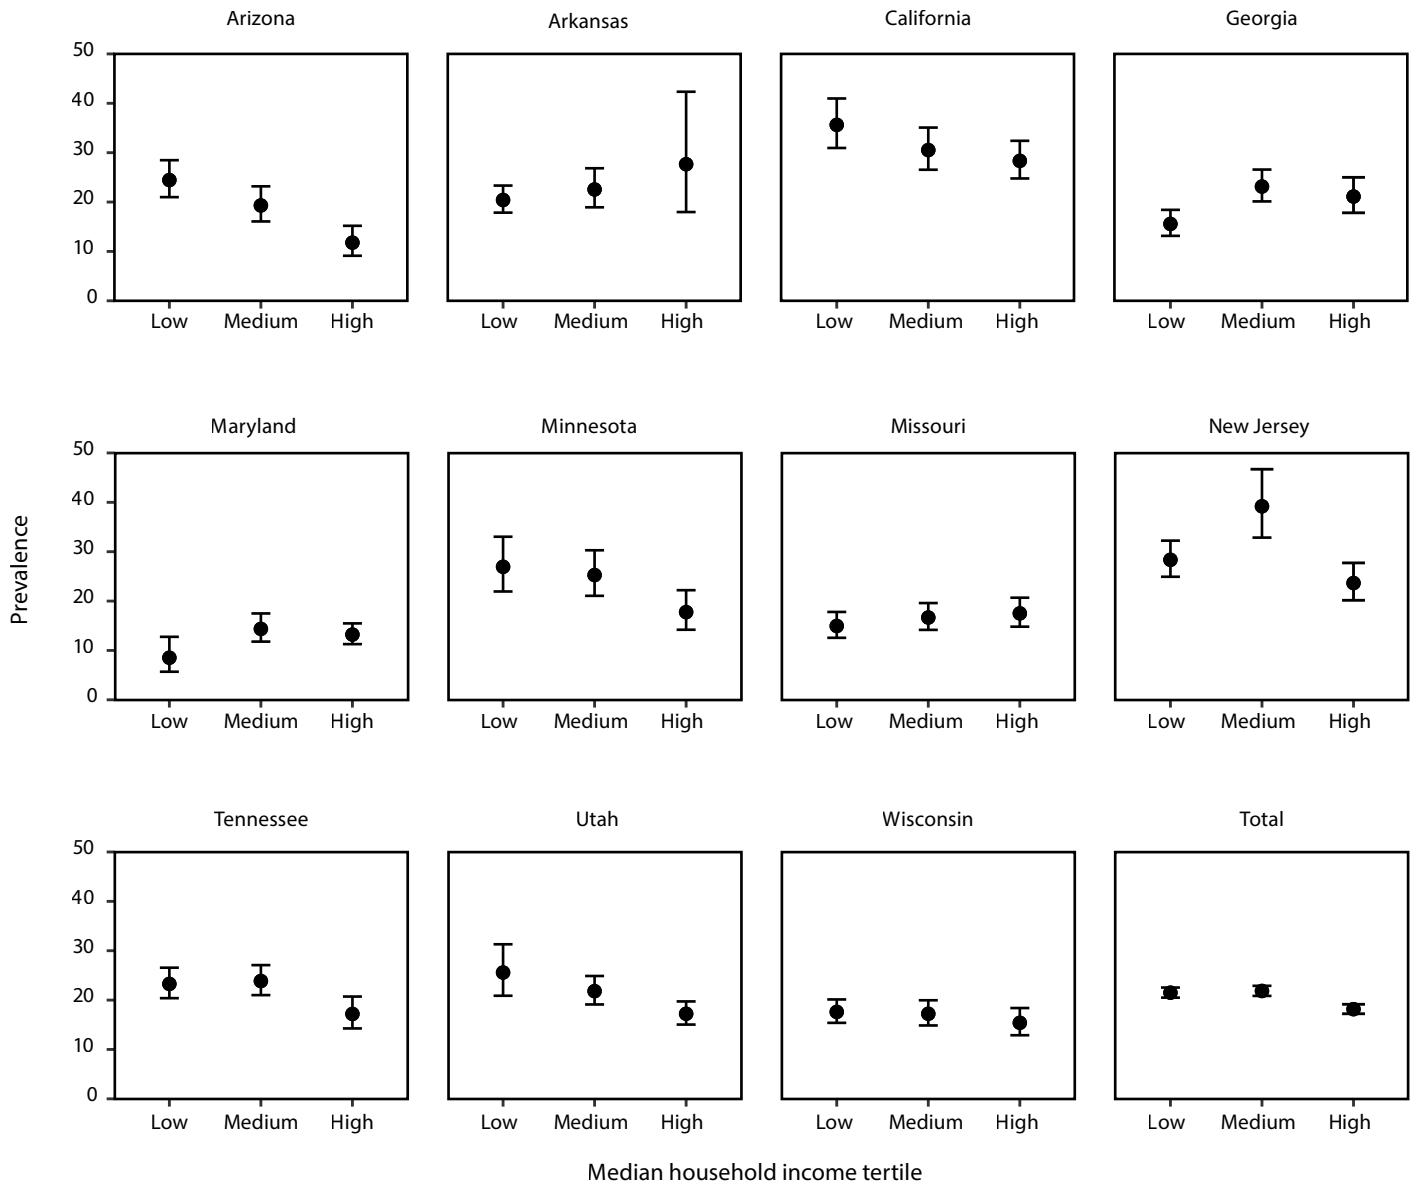 Arizona Arkansas California Georgia
50
40
30
20
10
0
Low Medium High Low Medium High Low Medium High Low Medium High
Maryland Minnesota Missouri New Jersey
50
40
30
20
10
0
Low Medium High Low Medium High Low Medium High Low Medium High
Prevalence
Tennessee Utah Wisconsin Total
50
40
30
20
10
0
Low Medium High Low Medium High Low Medium High Low Medium High
Median household income tertile